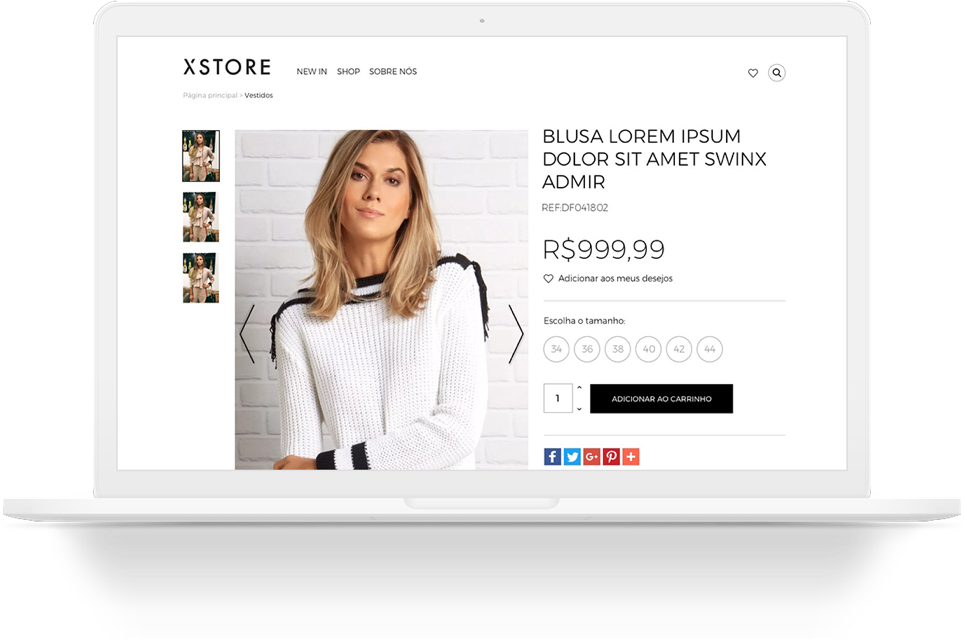 XSTORE
NEW IN SHOP SOBRE NÓS
Página principal > Vestidos
BLUSA LOREM IPSUM
DOLOR SIT AMET SWINX
ADMIR
REF:DF041802
R$999,99
Adicionar aos meus desejos
Escolha o tamanho:
34 36 38 40 42 44
1
ADICIONAR AO CARRINHO
f G+ +